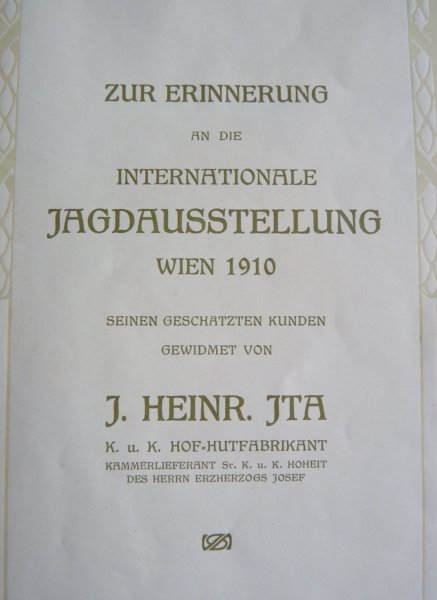 ZUR ERINNERUNG
AN DIE
INTERNATIONALE
JAGDAUSSTELLUNG
WIEN 1910
SEINEN GESCHÄTZTEN KUNDEN
GEWIDMET VON
J. HEINR. JTA
K. u. K. HOF=HUTFABRIKANT
KAMMERLIEFERANT Sr. K. u. K. HOHEIT
DES HERRN ERZHERZOGS JOSEF